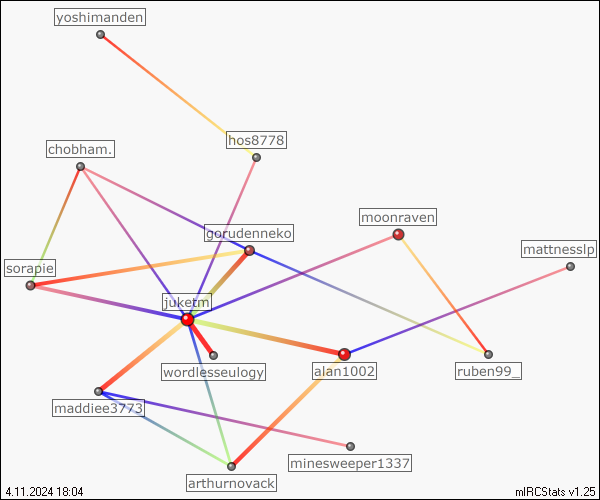 yoshimanden
hos8778
chobham.
moonraven
gorudenneko
mattnesslp
sorapie
juketm
wordlesseulogy
alan1002
ruben99_
maddiee3773
minesweeper1337
arthurnovack
4.11.2024 18:04
mIRCStats v1.25